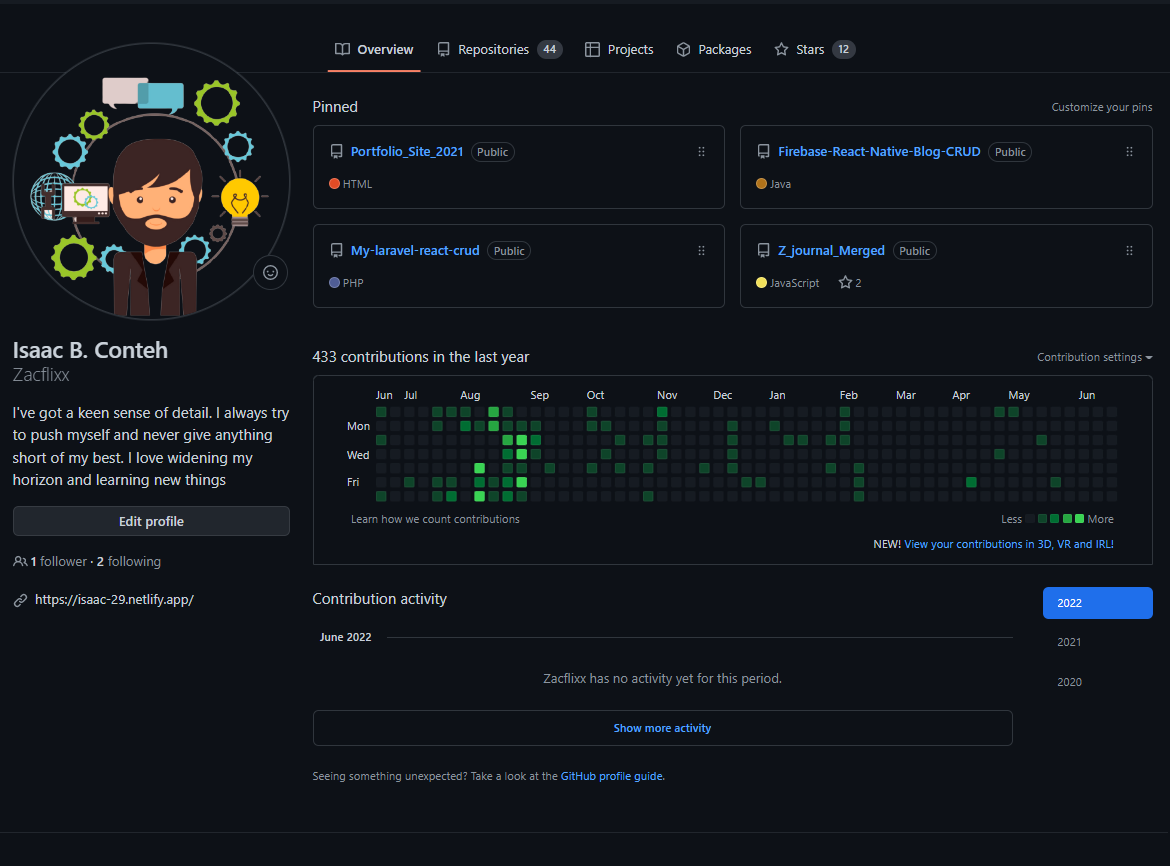 Overview Repositories 44 Projects Packages Stars 12
Pinned Customize your pins
Portfolio_Site_2021 Public
HTML
Firebase-React-Native-Blog-CRUD Public
Java
My-laravel-react-crud Public
PHP
Z_journal_Merged Public
JavaScript 2
Isaac B. Conteh
Zacflixx
I've got a keen sense of detail. I always try
to push myself and never give anything
short of my best. I love widening my
horizon and learning new things
Edit profile
1 follower · 2 following
https://isaac-29.netlify.app/
433 contributions in the last year Contribution settings
Jun Jul Aug Sep Oct Nov Dec Jan Feb Mar Apr May Jun
Mon
Wed
Fri
Learn how we count contributions Less More
NEW! View your contributions in 3D, VR and IRL!
Contribution activity
2022
2021
2020
June 2022
Zacflixx has no activity yet for this period.
Show more activity
Seeing something unexpected? Take a look at the GitHub profile guide.